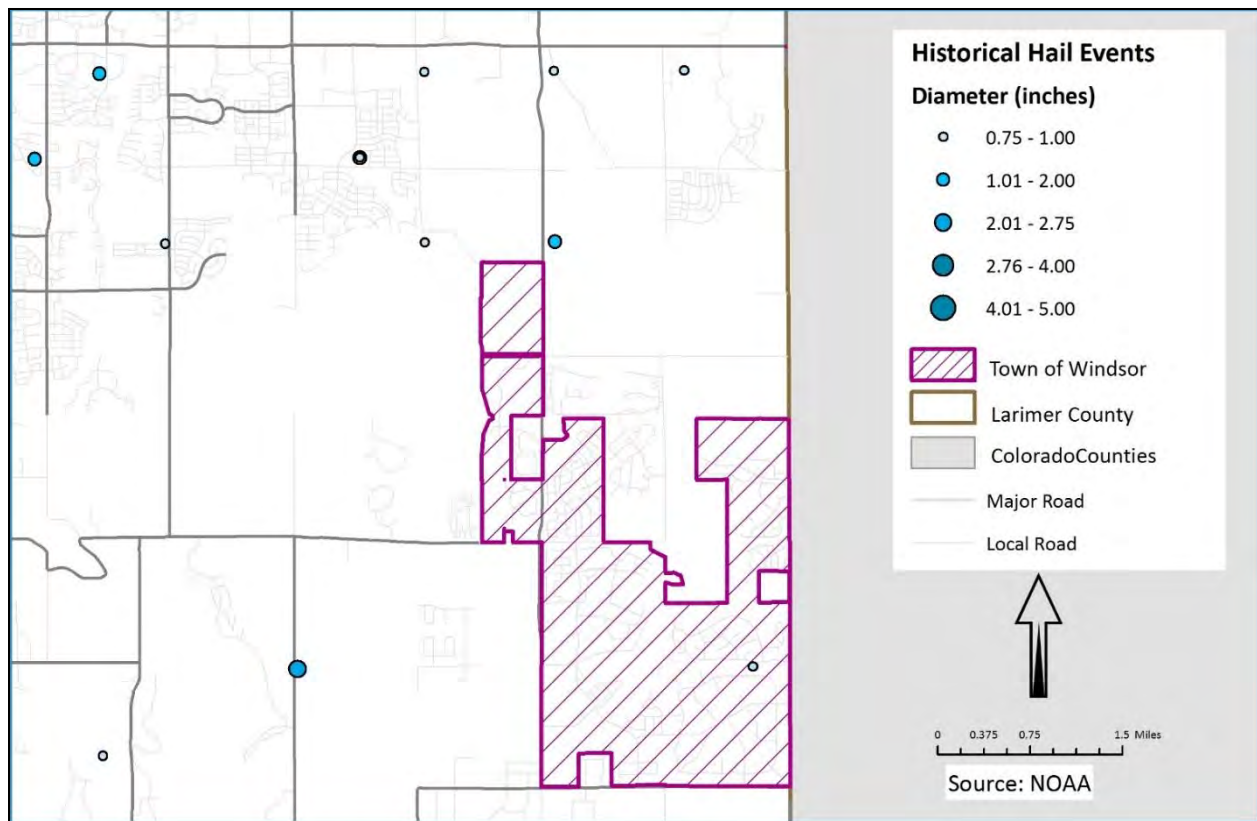 Historical Hail Events
Diameter (inches)
0.75 - 1.00
1.01 - 2.00
2.01 - 2.75
2.76 - 4.00
4.01 - 5.00
Town of Windsor
Larimer County
ColoradoCounties
Major Road
Local Road
0 0.375 0.75 1.5 Miles
Source: NOAA